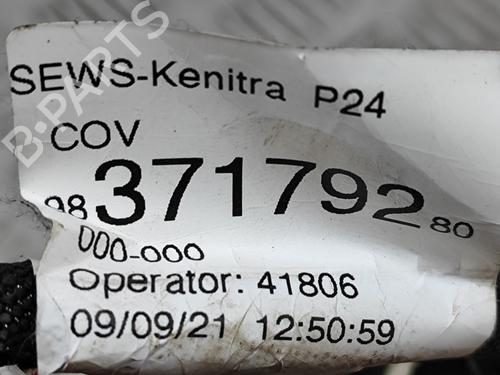 B-PARTS
SEWS-Kenitra P24
COV
98 371792 80
000-000
Operator: 41806
09/09/21 12:50:59